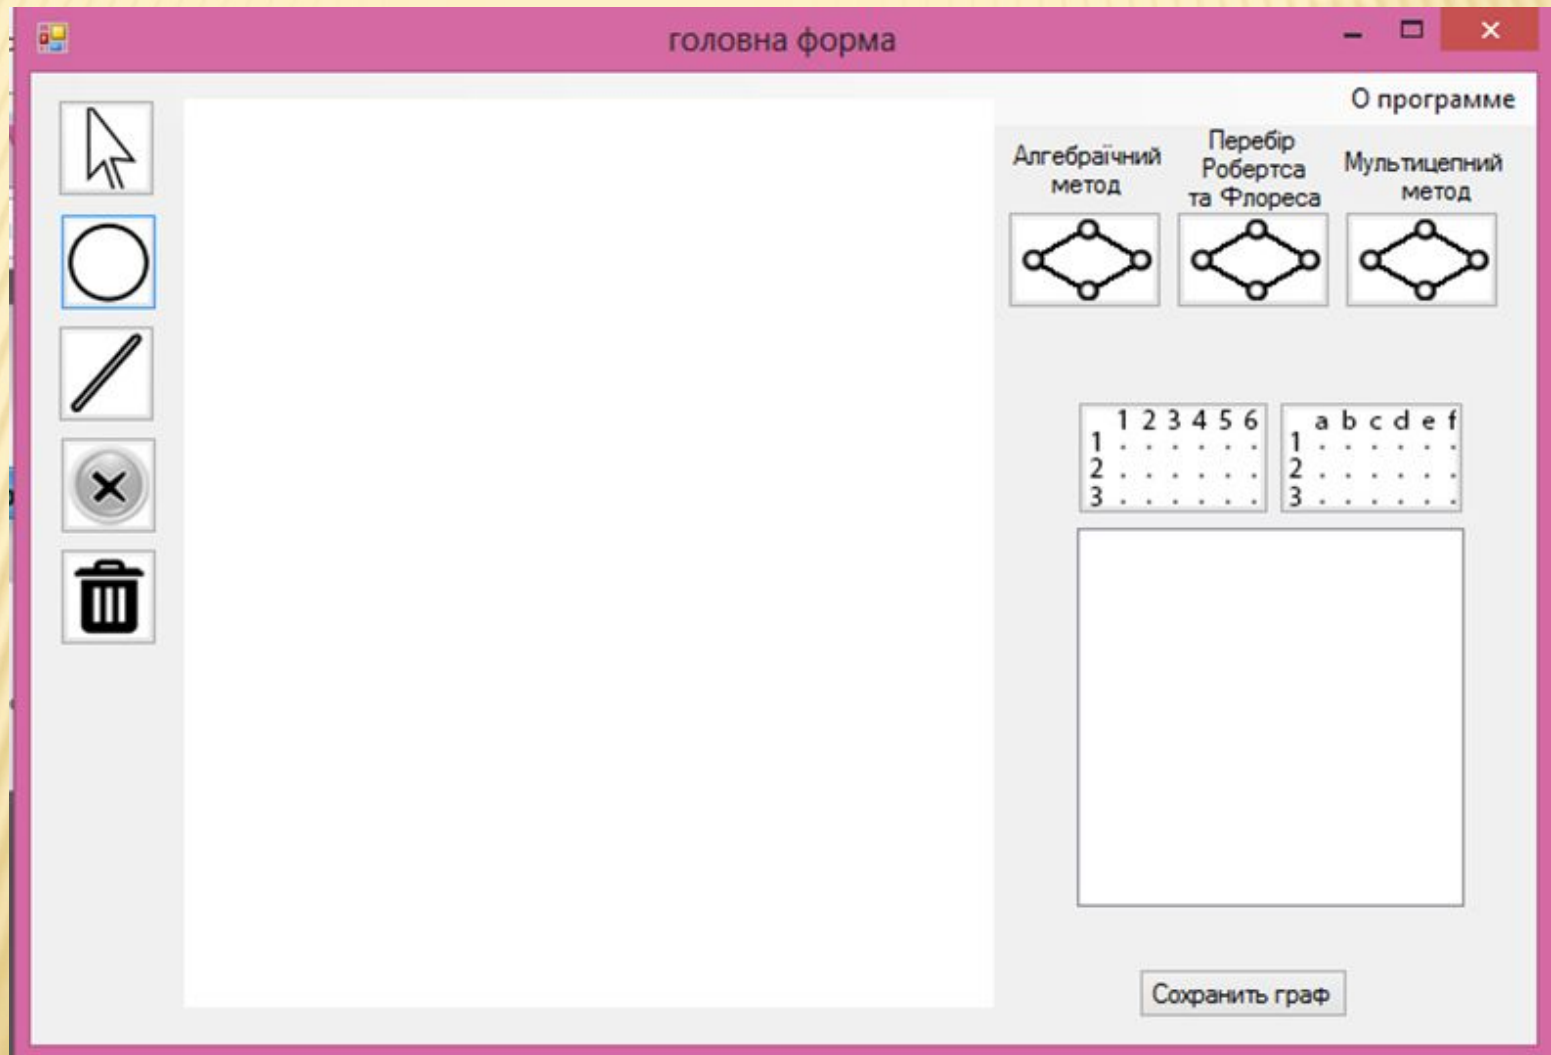 головна форма
О программе
Алгебраїчний
метод
Перебір
Робертса
та Флореса
Мультицепний
метод
1 2 3 4 5 6
1 . . . . . .
2 . . . . . .
3 . . . . . .
a b c d e f
1 . . . . . .
2 . . . . . .
3 . . . . . .
Сохранить граф